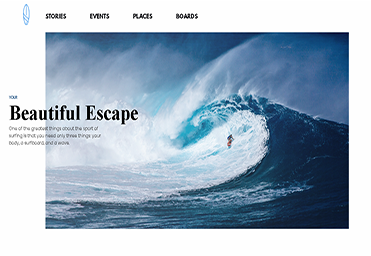 STORIES EVENTS PLACES BOARDS
YOUR
Beautiful Escape
One of the greatest things about the sport of
surfing is that you need only three things: your
body, a surfboard, and a wave.